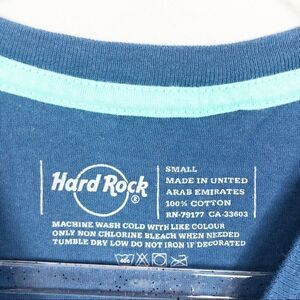 Hard Rock®
SMALL
MADE IN UNITED
ARAB EMIRATES
100% COTTON
RN-79177 CA-33603
MACHINE WASH COLD WITH LIKE COLOUR
ONLY NON CHLORINE BLEACH WHEN NEEDED
TUMBLE DRY LOW DO NOT IRON IF DECORATED